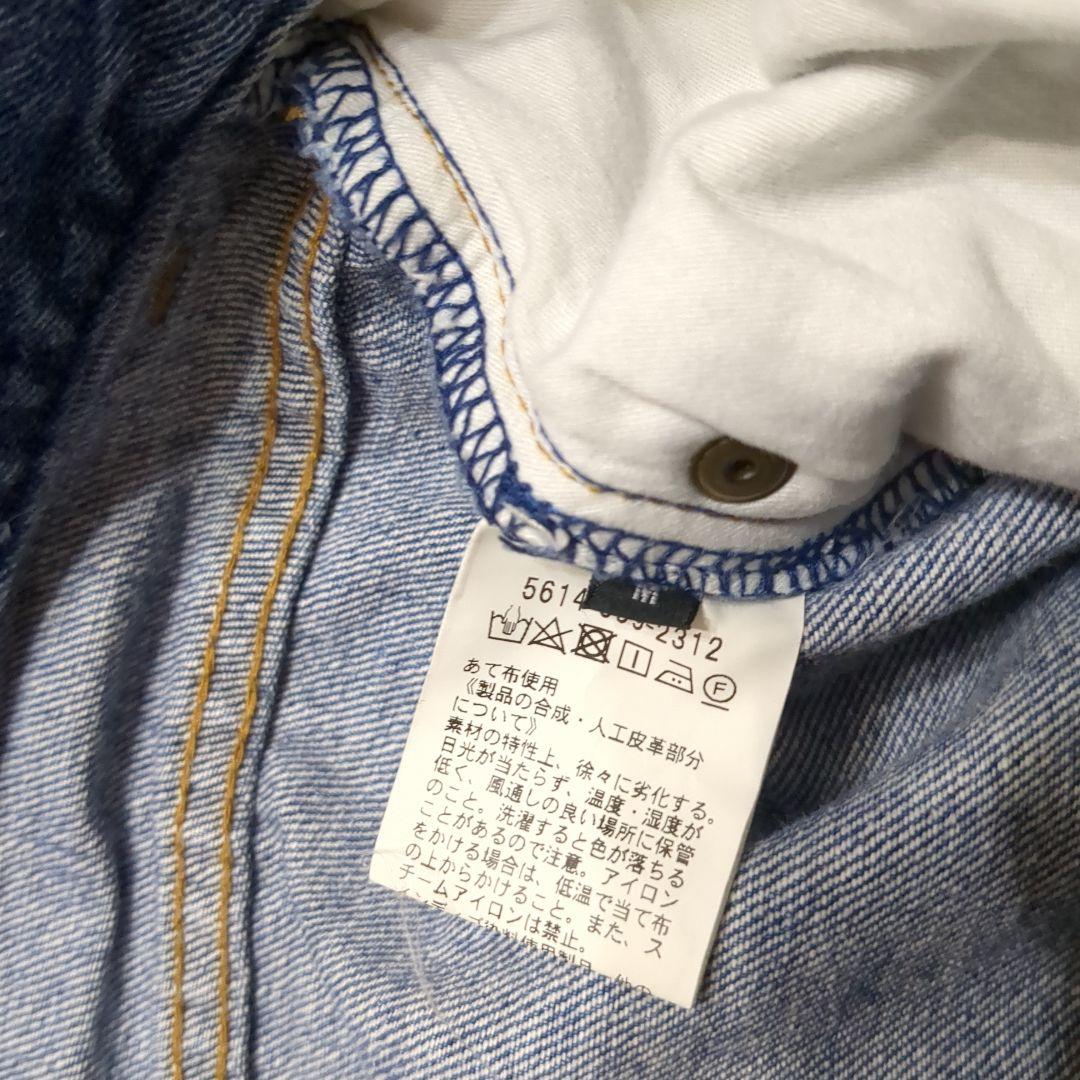 M
5614 2312
F
あて布使用
《製品の合成・人工皮革部分
について》
素材の特性上、徐々に劣化する。
日光が当たらず、温度・湿度が
低く、風通しの良い場所に保管
のこと。洗濯すると色が落ちる
ことがあるので注意。アイロン
をかける場合は、低温で当て布
の上からかけること。また、ス
チームアイロンは禁止。